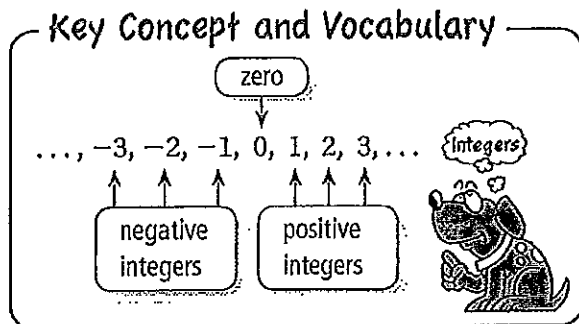 Key Concept and Vocabulary
zero
..., −3, −2, −1, 0, 1, 2, 3, ...
Integers
negative
integers
positive
integers